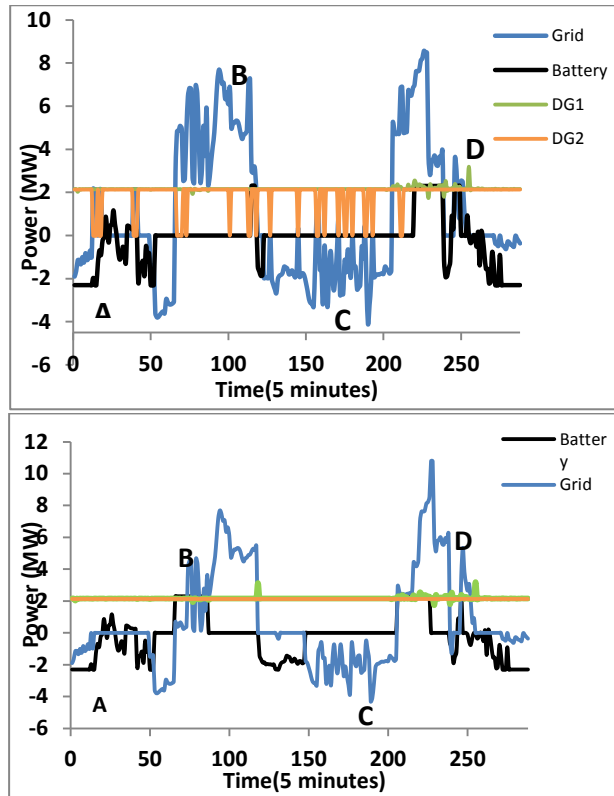 10
8
6
4
2
0
-2
-4
-6
Power (MW)
0 50 100 150 200 250
Time(5 minutes)
A
B
C
D
Grid
Battery
DG1
DG2
12
10
8
6
4
2
0
-2
-4
-6
-8
Power (MW)
0 50 100 150 200 250
Time(5 minutes)
A
B
C
D
Batter
y
Grid